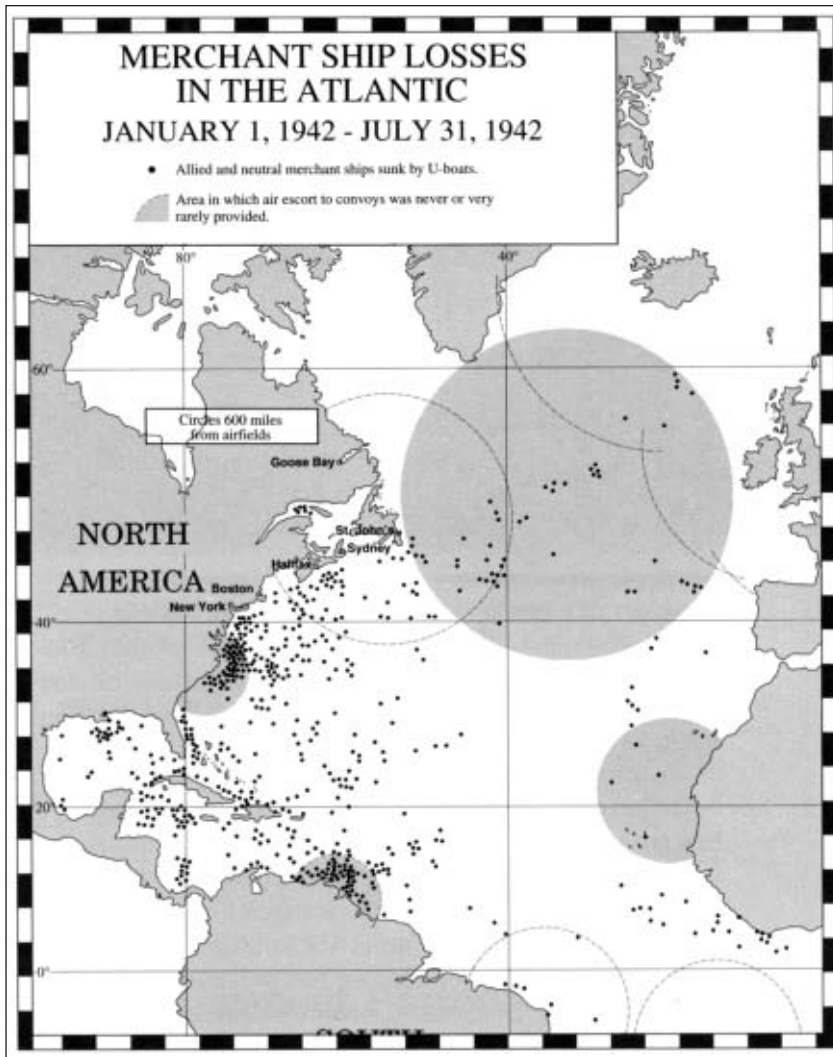 MERCHANT SHIP LOSSES
IN THE ATLANTIC
JANUARY 1, 1942 - JULY 31, 1942
Allied and neutral merchant ships sunk by U-boats.
Area in which air escort to convoys was never or very
rarely provided.
80°
40°
60°
Circles 600 miles
from airfields
Goose Bay
NORTH
AMERICA
St. John's
Sydney
Halifax
Boston
New York
40°
20°
0°
SOUTH